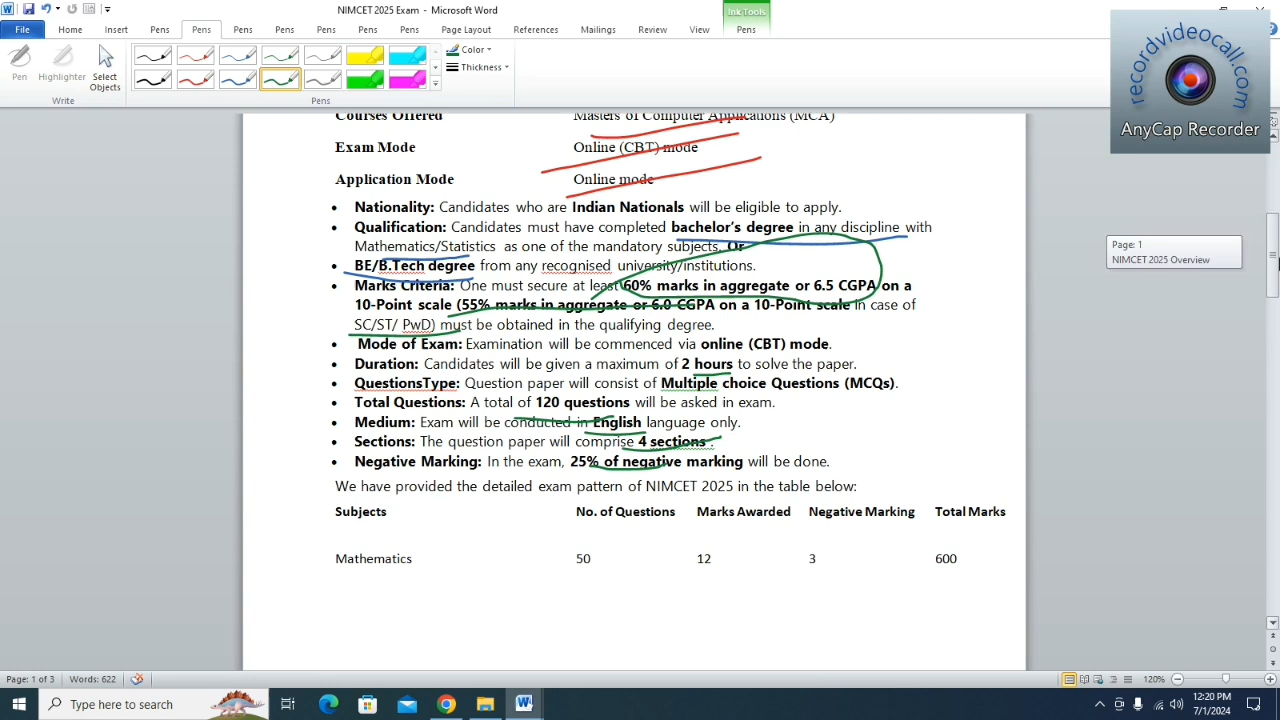 NIMCET 2025 Exam - Microsoft Word
Ink Tools
File Home Insert Pens Pens Pens Pens Pens Pens Pens Page Layout References Mailings Review View Pens
Pen
Highlighter
Select Objects
Color
Thickness
Write
Pens
recordvideocall.com
AnyCap Recorder
Courses Offered Masters of Computer Applications (MCA)
Exam Mode Online (CBT) mode
Application Mode Online mode
• Nationality: Candidates who are Indian Nationals will be eligible to apply.
• Qualification: Candidates must have completed bachelor's degree in any discipline with
Mathematics/Statistics as one of the mandatory subjects. Or
• BE/B.Tech degree from any recognised university/institutions.
• Marks Criteria: One must secure at least 60% marks in aggregate or 6.5 CGPA on a
10-Point scale (55% marks in aggregate or 6.0 CGPA on a 10-Point scale in case of
SC/ST/ PwD) must be obtained in the qualifying degree.
• Mode of Exam: Examination will be commenced via online (CBT) mode.
• Duration: Candidates will be given a maximum of 2 hours to solve the paper.
• QuestionsType: Question paper will consist of Multiple choice Questions (MCQs).
• Total Questions: A total of 120 questions will be asked in exam.
• Medium: Exam will be conducted in English language only.
• Sections: The question paper will comprise 4 sections .
• Negative Marking: In the exam, 25% of negative marking will be done.
We have provided the detailed exam pattern of NIMCET 2025 in the table below:
Subjects No. of Questions Marks Awarded Negative Marking Total Marks
Mathematics 50 12 3 600
Page: 1
NIMCET 2025 Overview
Page: 1 of 3 Words: 622 120%
Type here to search
12:20 PM
7/1/2024